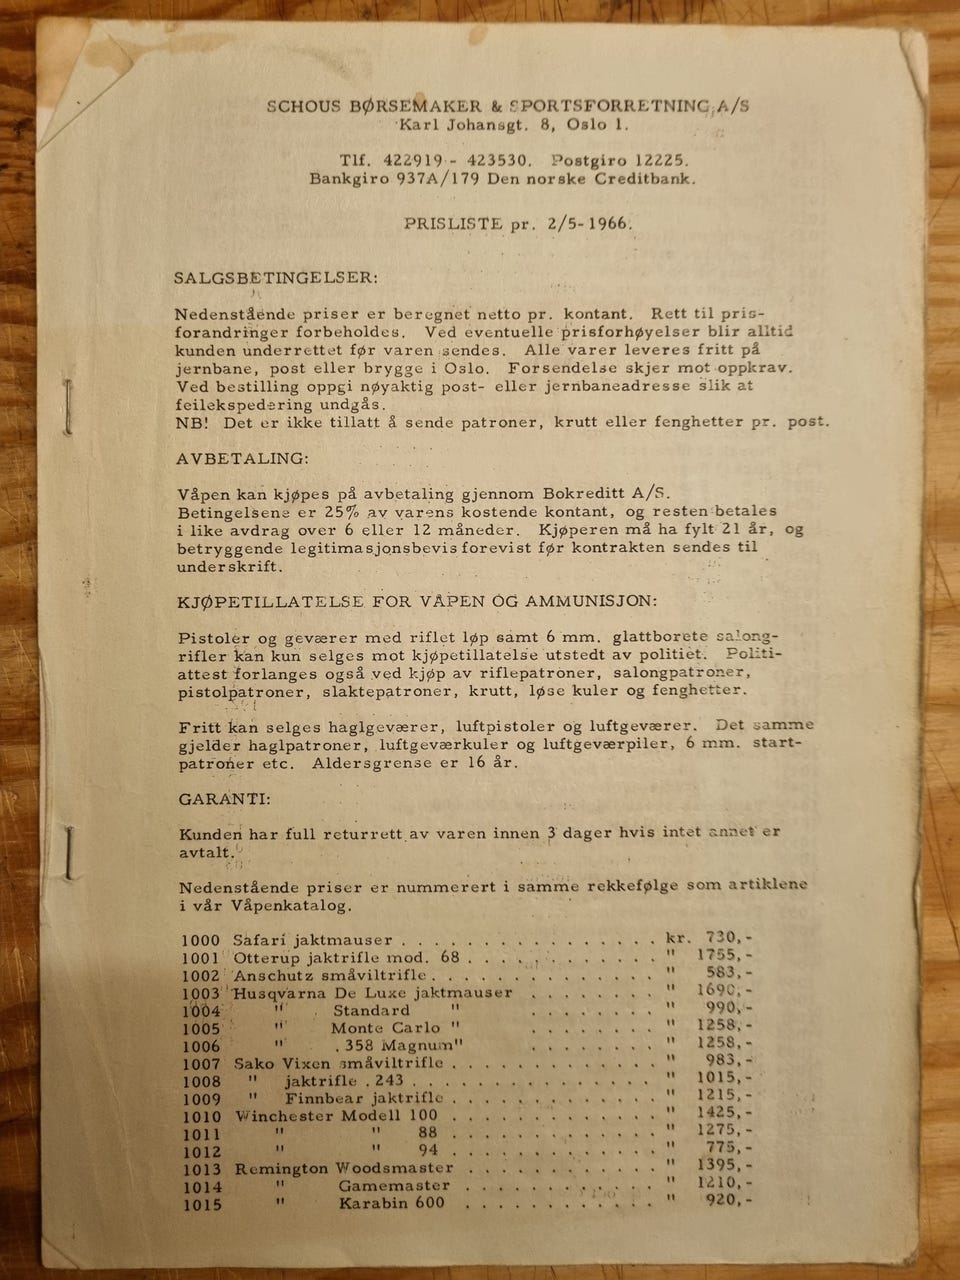 SCHOUS BØRSEMAKER & SPORTSFORRETNING A/S
Karl Johansgt. 8, Oslo 1.
Tlf. 422919 - 423530. Postgiro 12225.
Bankgiro 937A/179 Den norske Creditbank.
PRISLISTE pr. 2/5-1966.
SALGSBETINGELSER:
Nedenstående priser er beregnet netto pr. kontant. Rett til pris-
forandringer forbeholdes. Ved eventuelle prisforhøyelser blir alltid
kunden underrettet før varen sendes. Alle varer leveres fritt på
jernbane, post eller brygge i Oslo. Forsendelse skjer mot oppkrav.
Ved bestilling oppgi nøyaktig post- eller jernbaneadresse slik at
feilekspedering undgås.
NB! Det er ikke tillatt å sende patroner, krutt eller fenghetter pr. post.
AVBETALING:
Våpen kan kjøpes på avbetaling gjennom Bokreditt A/S.
Betingelsene er 25% av varens kostende kontant, og resten betales
i like avdrag over 6 eller 12 måneder. Kjøperen må ha fylt 21 år, og
betryggende legitimasjonsbevis forevist før kontrakten sendes til
underskrift.
KJØPETILLATELSE FOR VÅPEN OG AMMUNISJON:
Pistoler og geværer med riflet løp samt 6 mm. glattborete salong-
rifler kan kun selges mot kjøpetillatelse utstedt av politiet. Politi-
attest forlanges også ved kjøp av riflepatroner, salongpatroner,
pistolpatroner, slaktepatroner, krutt, løse kuler og fenghetter.
Fritt kan selges haglgeværer, luftpistoler og luftgeværer. Det samme
gjelder haglpatroner, luftgeværkuler og luftgeværpiler, 6 mm. start-
patroner etc. Aldersgrense er 16 år.
GARANTI:
Kunden har full returrett av varen innen 3 dager hvis intet annet er
avtalt.
Nedenstående priser er nummerert i samme rekkefølge som artiklene
i vår Våpenkatalog.
1000 Safari jaktmauser . . . . . . . . . . . . . . . . kr. 730,-
1001 Otterup jaktrifle mod. 68 . . . . . . . . . . . . " 1755,-
1002 Anschutz småviltrifle . . . . . . . . . . . . . . " 583,-
1003 Husqvarna De Luxe jaktmauser . . . . . . . . " 1690,-
1004 " Standard " . . . . . . . . " 990,-
1005 " Monte Carlo " . . . . . . . . " 1258,-
1006 " .358 Magnum" . . . . . . . . " 1258,-
1007 Sako Vixen småviltrifle . . . . . . . . . . . . . " 983,-
1008 " jaktrifle .243 . . . . . . . . . . . . . . . " 1015,-
1009 " Finnbear jaktrifle . . . . . . . . . . . . . " 1215,-
1010 Winchester Modell 100 . . . . . . . . . . . . . " 1425,-
1011 " " 88 . . . . . . . . . . . . . " 1275,-
1012 " " 94 . . . . . . . . . . . . . " 775,-
1013 Remington Woodsmaster . . . . . . . . . . . . " 1395,-
1014 " Gamemaster . . . . . . . . . . . . " 1210,-
1015 " Karabin 600 . . . . . . . . . . . . " 920,-